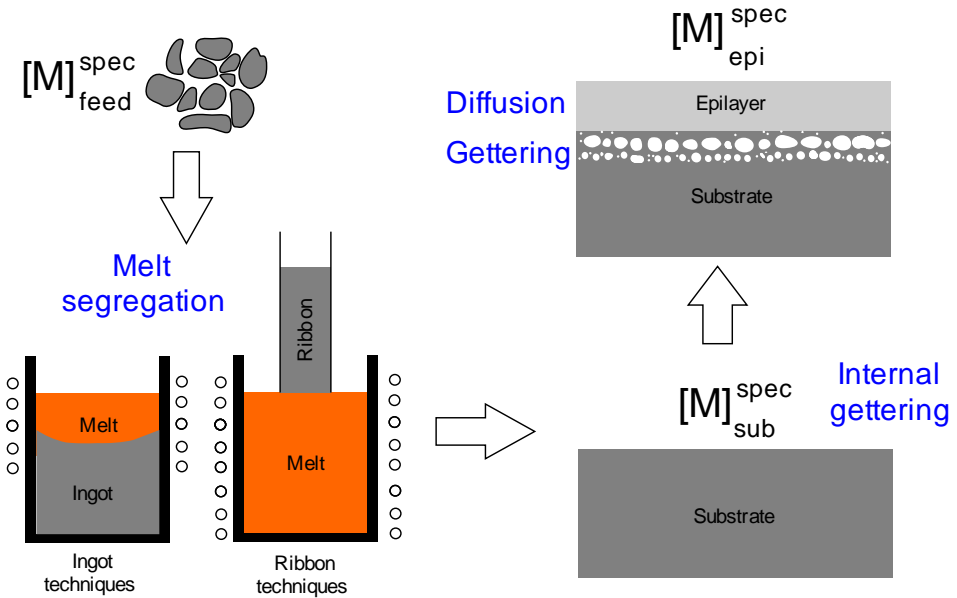 [M] spec
feed
Melt
segregation
Ribbon
Melt
Ingot
Melt
Ingot
techniques
Ribbon
techniques
[M] spec
epi
Diffusion
Gettering
Epilayer
Substrate
[M] spec
sub
Internal
gettering
Substrate